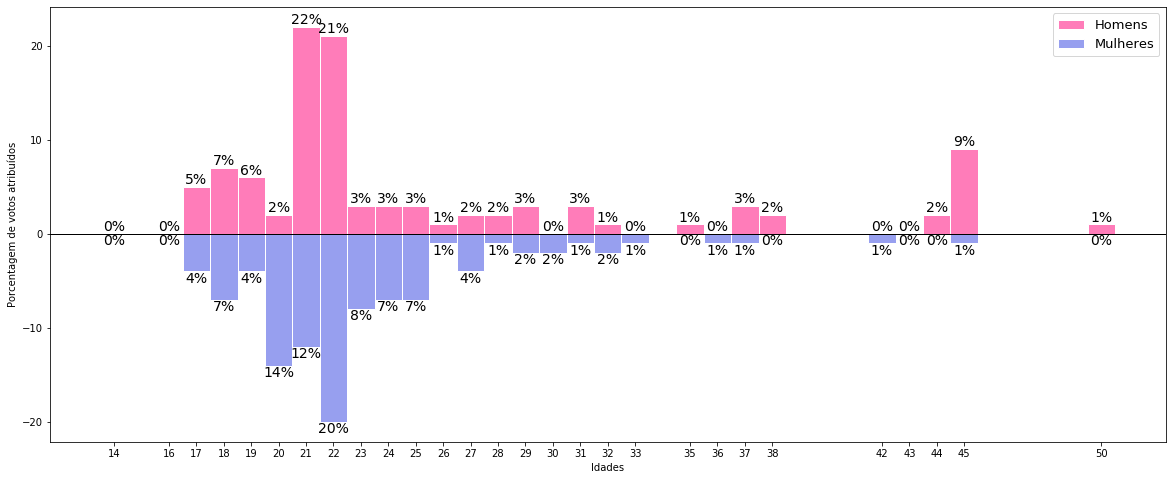 Homens
Mulheres
Porcentagem de votos atribuídos
20
10
0
−10
−20
0% 0% 5% 7% 6% 2% 22% 21% 3% 3% 3% 1% 2% 2% 3% 0% 3% 1% 0% 1% 0% 3% 2% 0% 0% 2% 9% 1%
0% 0% 4% 7% 4% 14% 12% 20% 8% 7% 7% 1% 4% 1% 2% 2% 1% 2% 1% 0% 1% 1% 0% 1% 0% 0% 1% 0%
14 16 17 18 19 20 21 22 23 24 25 26 27 28 29 30 31 32 33 35 36 37 38 42 43 44 45 50
Idades